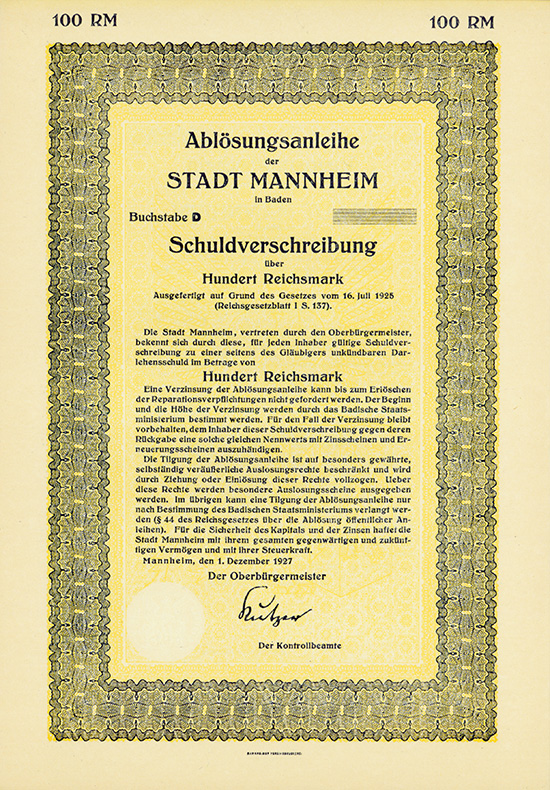 100 RM
100 RM
Ablösungsanleihe
der
STADT MANNHEIM
in Baden
Buchstabe D
Schuldverschreibung
über
Hundert Reichsmark
Ausgefertigt auf Grund des Gesetzes vom 16. Juli 1925
(Reichsgesetzblatt I S. 137).
Die Stadt Mannheim, vertreten durch den Oberbürgermeister,
bekennt sich durch diese, für jeden Inhaber gültige Schuldver-
schreibung zu einer seitens des Gläubigers unkündbaren Dar-
lehensschuld im Betrage von
Hundert Reichsmark
Eine Verzinsung der Ablösungsanleihe kann bis zum Erlöschen
der Reparationsverpflichtungen nicht gefordert werden. Der Beginn
und die Höhe der Verzinsung werden durch das Badische Staats-
ministerium bestimmt werden. Für den Fall der Verzinsung bleibt
vorbehalten, dem Inhaber dieser Schuldverschreibung gegen deren
Rückgabe eine solche gleichen Nennwerts mit Zinsscheinen und Er-
neuerungsscheinen auszuhändigen.
Die Tilgung der Ablösungsanleihe ist auf besonders gewährte,
selbständig veräußerliche Auslosungsrechte beschränkt und wird
durch Ziehung oder Einlösung dieser Rechte vollzogen. Ueber
diese Rechte werden besondere Auslosungsscheine ausgegeben
werden. Im übrigen kann eine Tilgung der Ablösungsanleihe nur
nach Bestimmung des Badischen Staatsministeriums verlangt wer-
den (§ 44 des Reichsgesetzes über die Ablösung öffentlicher An-
leihen). Für die Sicherheit des Kapitals und der Zinsen haftet die
Stadt Mannheim mit ihrem gesamten gegenwärtigen und zukünf-
tigen Vermögen und mit ihrer Steuerkraft.
Mannheim, den 1. Dezember 1927
Der Oberbürgermeister
Kutzer
Der Kontrollbeamte